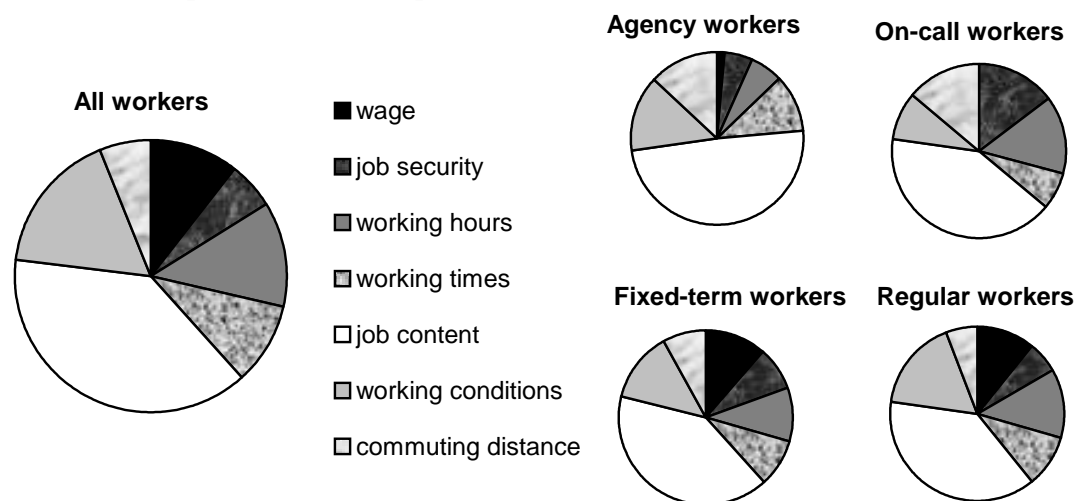 All workers
wage
job security
working hours
working times
job content
working conditions
commuting distance
Agency workers
On-call workers
Fixed-term workers
Regular workers